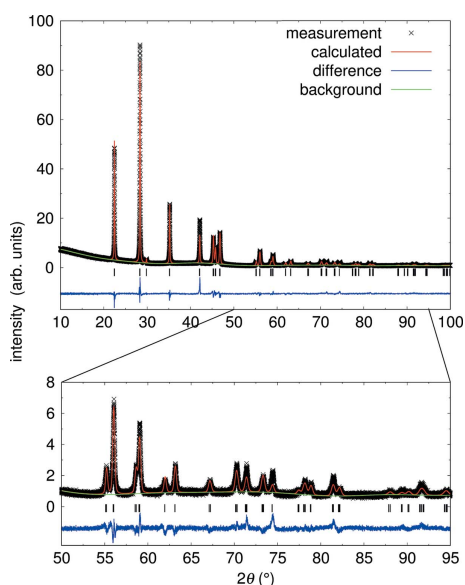 100
80
60
40
20
0
measurement
calculated
difference
background
intensity (arb. units)
10 20 30 40 50 60 70 80 90 100
8
6
4
2
0
50 55 60 65 70 75 80 85 90 95
2θ (°)